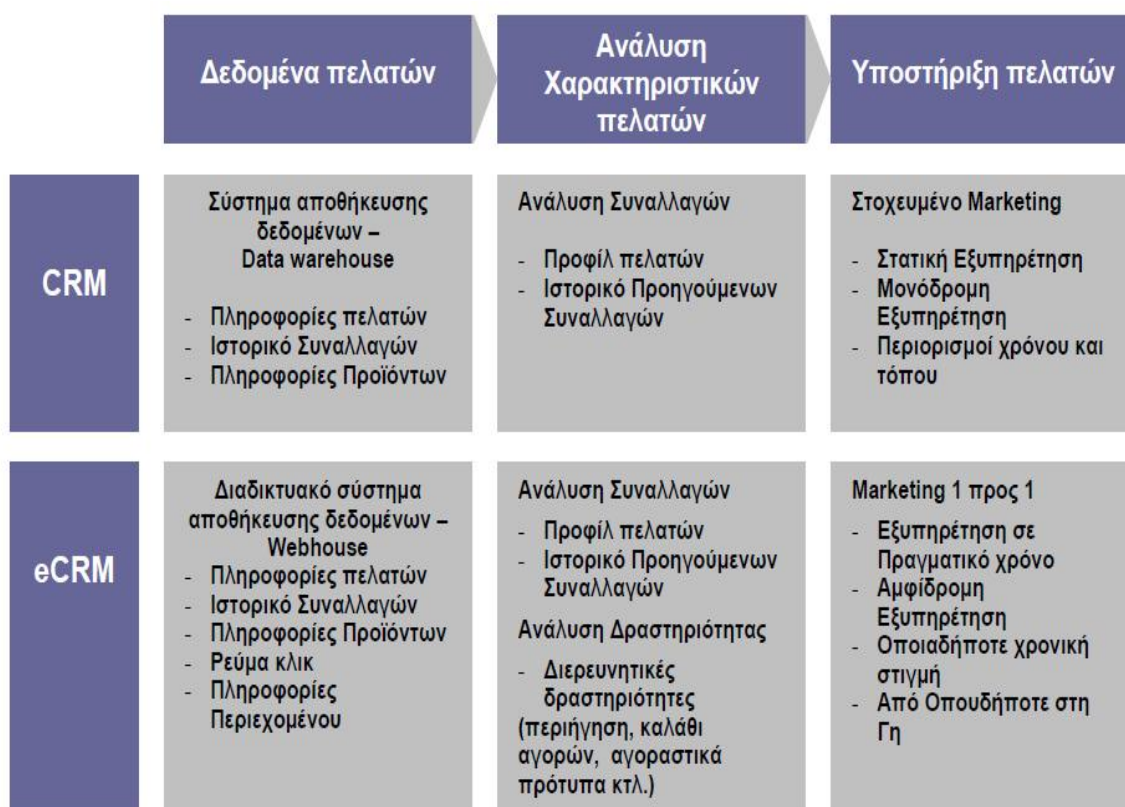 Δεδομένα πελατών
Ανάλυση
Χαρακτηριστικών
πελατών
Υποστήριξη πελατών
CRM
Σύστημα αποθήκευσης
δεδομένων –
Data warehouse
- Πληροφορίες πελατών
- Ιστορικό Συναλλαγών
- Πληροφορίες Προϊόντων
Ανάλυση Συναλλαγών
- Προφίλ πελατών
- Ιστορικό Προηγούμενων
Συναλλαγών
Στοχευμένο Marketing
- Στατική Εξυπηρέτηση
- Μονόδρομη
Εξυπηρέτηση
- Περιορισμοί χρόνου και
τόπου
eCRM
Διαδικτυακό σύστημα
αποθήκευσης δεδομένων –
Webhouse
- Πληροφορίες πελατών
- Ιστορικό Συναλλαγών
- Πληροφορίες Προϊόντων
- Ρεύμα κλικ
- Πληροφορίες
Περιεχομένου
Ανάλυση Συναλλαγών
- Προφίλ πελατών
- Ιστορικό Προηγούμενων
Συναλλαγών
Ανάλυση Δραστηριότητας
- Διερευνητικές
δραστηριότητες
(περιήγηση, καλάθι
αγορών, αγοραστικά
πρότυπα κτλ.)
Marketing 1 προς 1
- Εξυπηρέτηση σε
Πραγματικό χρόνο
- Αμφίδρομη
Εξυπηρέτηση
- Οποιαδήποτε χρονική
στιγμή
- Από Οπουδήποτε στη
Γη